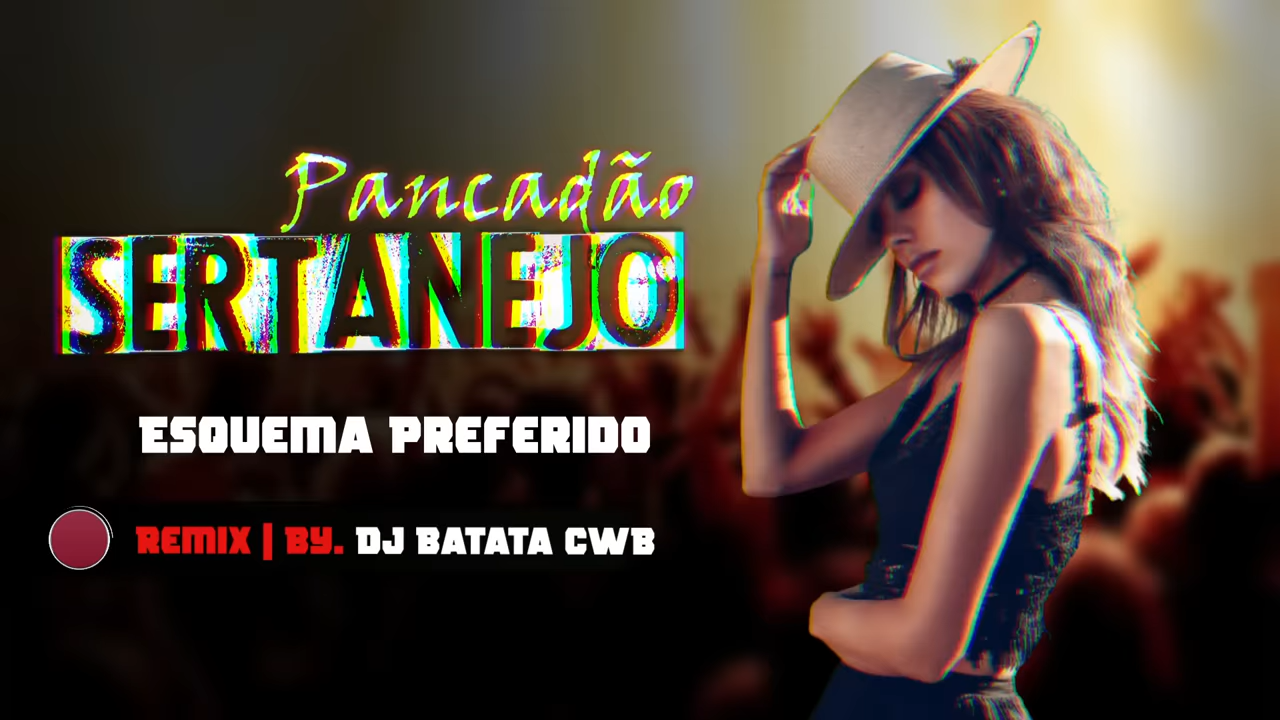 Pancadão
SERTANEJO
ESQUEMA PREFERIDO
REMIX | BY. DJ BATATA CWB